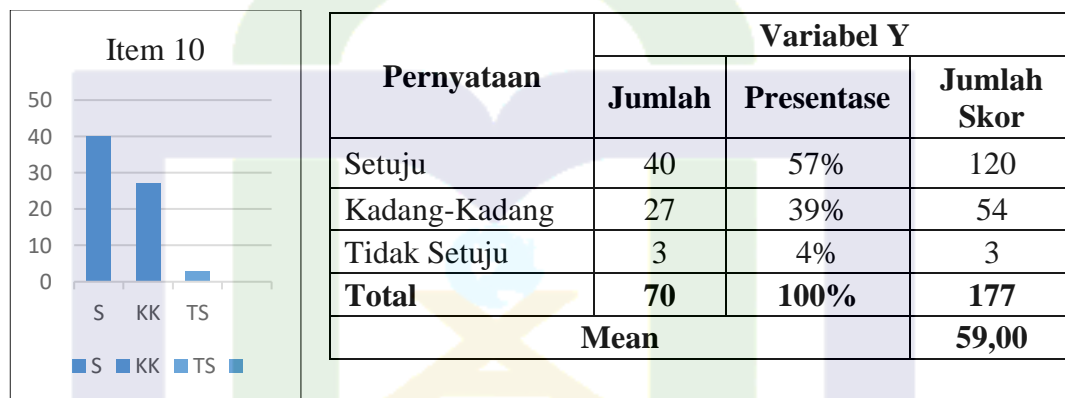 Item 10
50
40
30
20
10
0
S KK TS
S KK TS
Pernyataan Variabel Y
Jumlah Presentase Jumlah Skor
Setuju 40 57% 120
Kadang-Kadang 27 39% 54
Tidak Setuju 3 4% 3
Total 70 100% 177
Mean 59,00